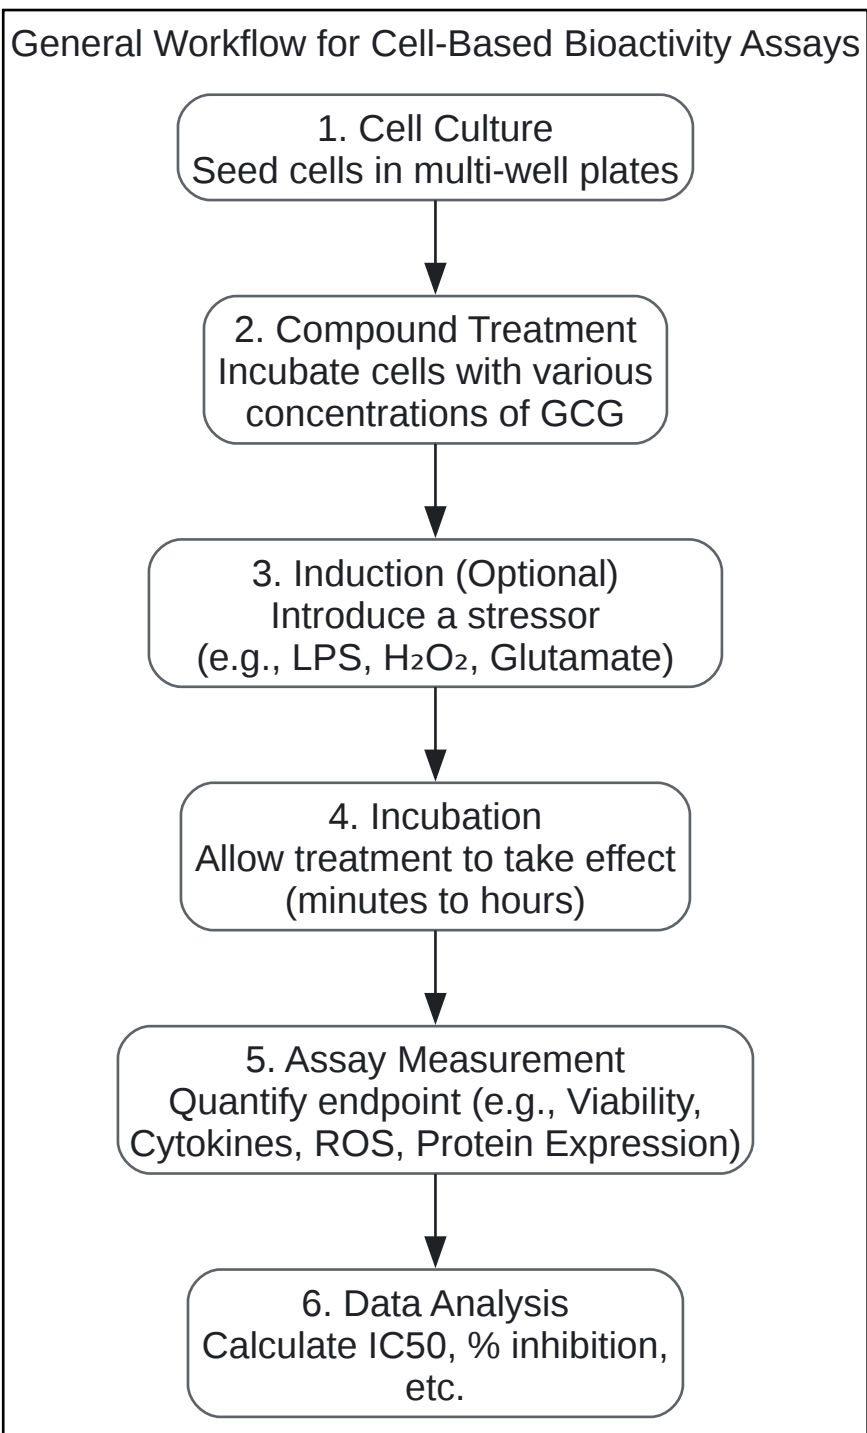 General Workflow for Cell-Based Bioactivity Assays
1. Cell Culture
Seed cells in multi-well plates
2. Compound Treatment
Incubate cells with various
concentrations of GCG
3. Induction (Optional)
Introduce a stressor
(e.g., LPS, H₂O₂, Glutamate)
4. Incubation
Allow treatment to take effect
(minutes to hours)
5. Assay Measurement
Quantify endpoint (e.g., Viability,
Cytokines, ROS, Protein Expression)
6. Data Analysis
Calculate IC50, % inhibition,
etc.